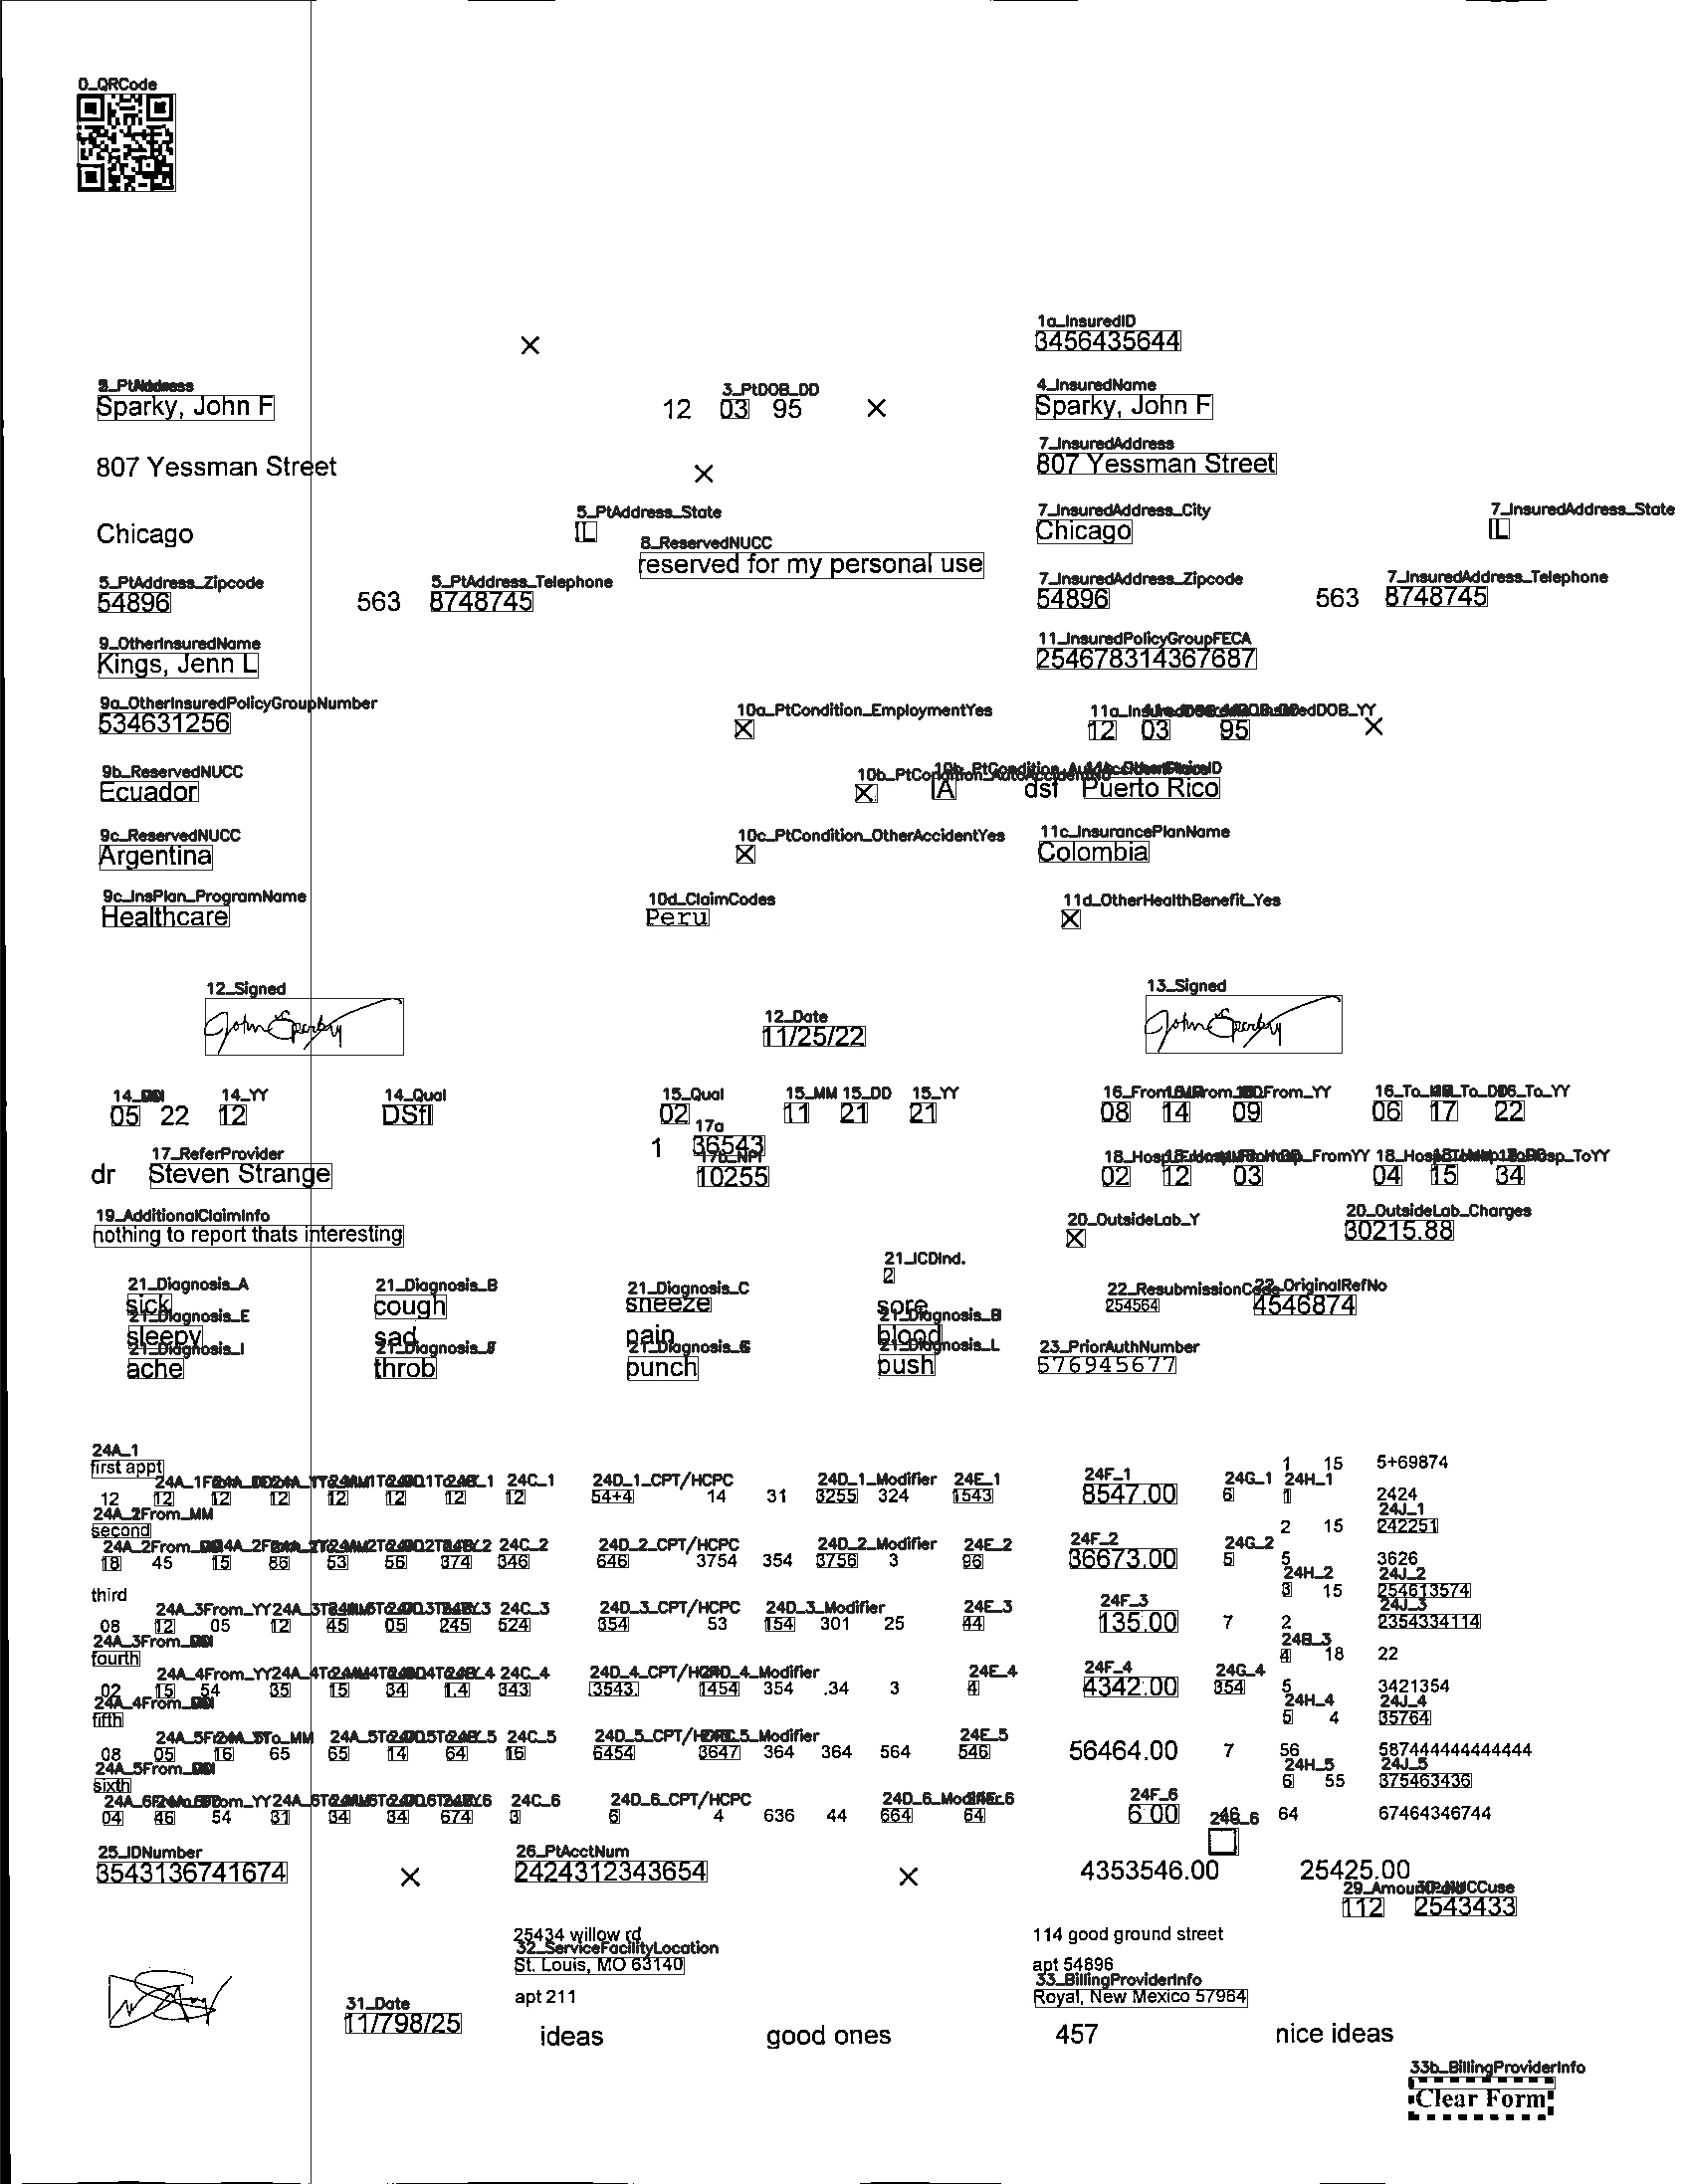 0_QRCode
1a_InsuredID
3456435644
3_PtDOB_DD
4_InsuredName
Sparky, John F
12 03 95
Sparky, John F
7_InsuredAddress
807 Yessman Street
807 Yessman Street
5_PtAddress_State
7_InsuredAddress_City
7_InsuredAddress_State
Chicago
IL
Chicago
IL
8_ReservedNUCC
reserved for my personal use
5_PtAddress_Zipcode
5_PtAddress_Telephone
7_InsuredAddress_Zipcode
7_InsuredAddress_Telephone
54896 563 8748745
54896 563 8748745
9_OtherInsuredName
11_InsuredPolicyGroupFECA
Kings, Jenn L
254678314367687
9a_OtherInsuredPolicyGroupNumber
10a_PtCondition_EmploymentYes
534631256
12 03 95
9b_ReservedNUCC
Ecuador
IA
dsf
Puerto Rico
9c_ReservedNUCC
10c_PtCondition_OtherAccidentYes
11c_InsurancePlanName
Argentina
Colombia
9c_InsPlan_ProgramName
10d_ClaimCodes
11d_OtherHealthBenefit_Yes
Healthcare
Peru
12_Signed
13_Signed
John Sparky
12_Date
11/25/22
John Sparky
14_YY
14_Qual
15_Qual
15_MM 15_DD 15_YY
05 22 12
DSfl
02
11 21 21
08 14 09
06 17 22
17a
1 36543
17_ReferProvider
17b_NPI
dr Steven Strange
10255
02 12 03
04 15 34
19_AdditionalClaimInfo
20_OutsideLab_Y
20_OutsideLab_Charges
nothing to report thats interesting
30215.88
21_ICDInd.
2
21_Diagnosis_A
21_Diagnosis_B
21_Diagnosis_C
22_ResubmissionCode
22_OriginalRefNo
sick
cough
sneeze
sore
254564
4546874
21_Diagnosis_E
sleepy
sad
pain
blood
21_Diagnosis_I
21_Diagnosis_L
23_PriorAuthNumber
ache
throb
punch
push
576945677
24A_1
first appt
1 15 5+69874
24C_1
24D_1_CPT/HCPC
24D_1_Modifier
24E_1
24F_1
24G_1
24H_1
12 12 12 12 12 12 12 12 54+4 14 31 3255 324 1543 8547.00 6 1 2424
24A_2From_MM
24J_1
second
2 15 242251
24C_2
24D_2_CPT/HCPC
24D_2_Modifier
24E_2
24F_2
24G_2
18 45 15 86 53 56 374 346 646 3754 354 3756 3 96 36673.00 5 5 3626
24H_2
24J_2
third
3 15 254613574
24A_3From_YY
24C_3
24D_3_CPT/HCPC
24D_3_Modifier
24E_3
24F_3
24J_3
08 12 05 12 45 05 245 524 354 53 154 301 25 44 135.00 7 2 2354334114
fourth
4 18 22
24A_4From_YY
24C_4
24D_4_CPT/HCPC
24D_4_Modifier
24E_4
24F_4
24G_4
02 15 54 35 15 34 1.4 343 3543. 1454 354 .34 3 4 4342.00 354 5 3421354
24H_4
24J_4
fifth
5 4 35764
24C_5
24D_5_CPT/HCPC
24D_5_Modifier
24E_5
08 05 16 65 65 14 64 16 6454 3647 364 364 564 546 56464.00 7 56 587444444444444
24H_5
24J_5
sixth
6 55 375463436
24C_6
24D_6_CPT/HCPC
24D_6_Modifier
24F_6
04 46 54 31 34 34 674 3 6 4 636 44 664 64 6 00 46 64 67464346744
25_IDNumber
26_PtAcctNum
3543136741674
2424312343654
4353546.00
25425.00
29_AmountPaid
30_NUCCuse
112 2543433
25434 willow rd
114 good ground street
32_ServiceFacilityLocation
St. Louis, MO 63140
apt 54896
33_BillingProviderInfo
apt 211
Royal, New Mexico 57964
31_Date
11/798/25
ideas
good ones
457
nice ideas
33b_BillingProviderInfo
Clear Form